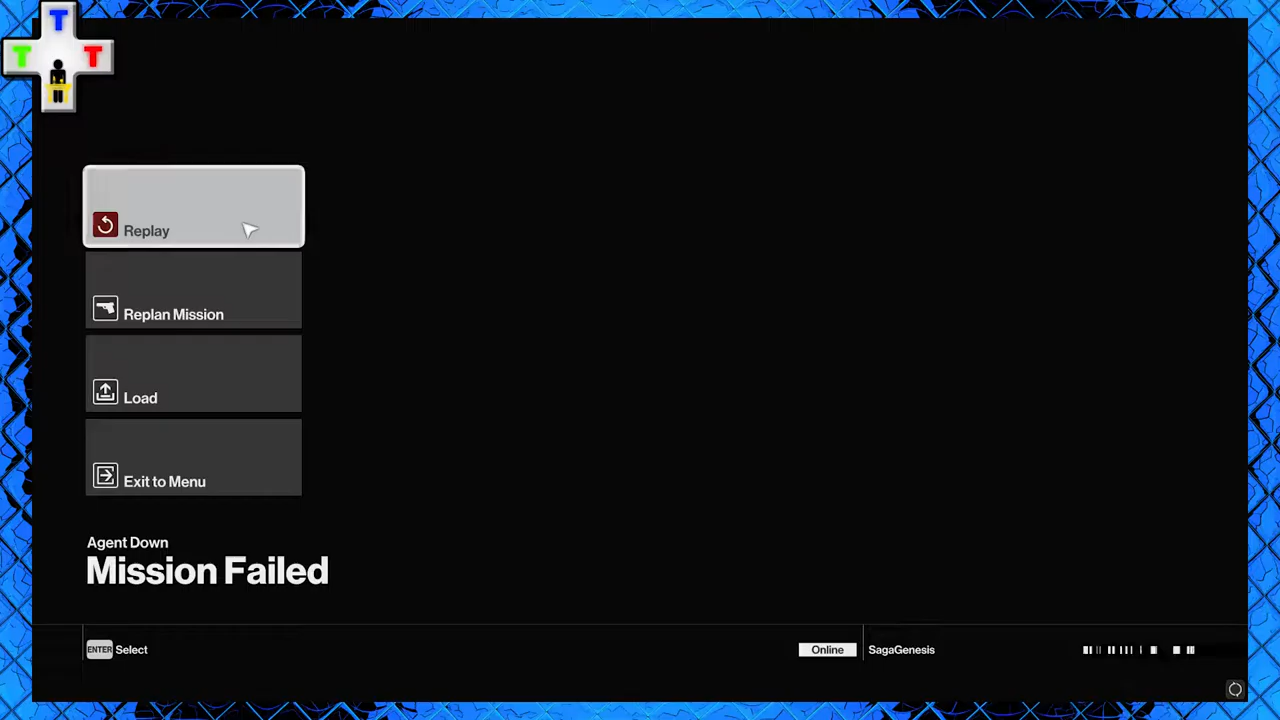 T
T T
Replay
Replan Mission
Load
Exit to Menu
Agent Down
Mission Failed
ENTER Select
Online SagaGenesis